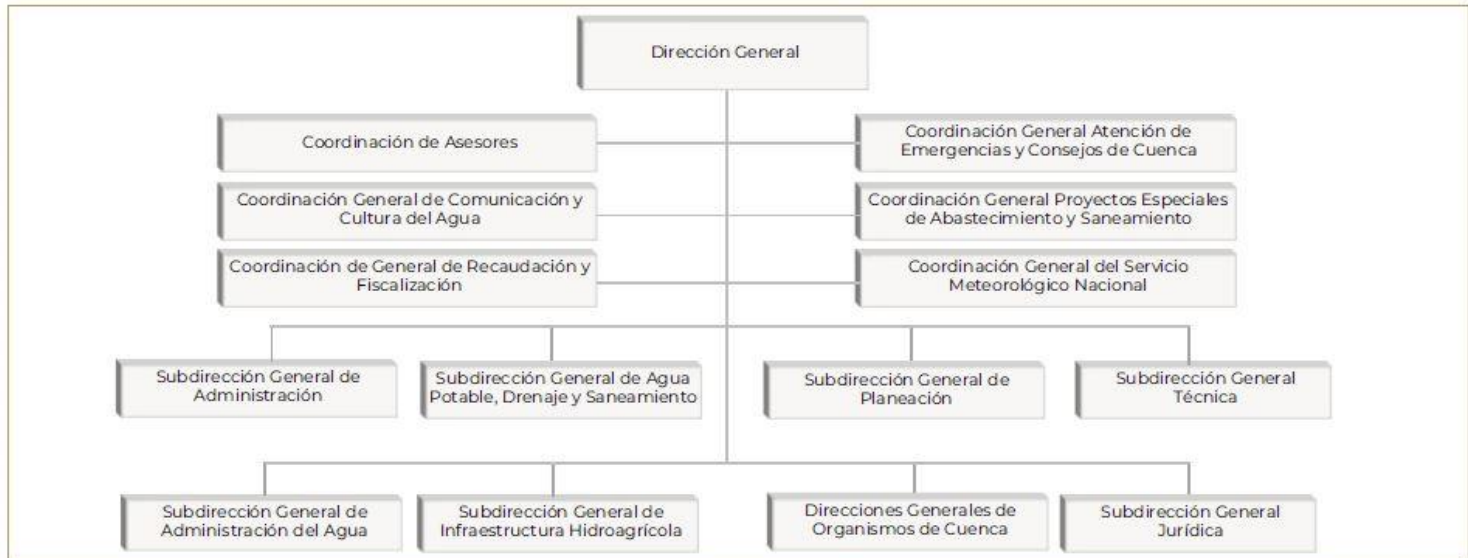 Dirección General
Coordinación de Asesores
Coordinación General Atención de
Emergencias y Consejos de Cuenca
Coordinación General de Comunicación y
Cultura del Agua
Coordinación General Proyectos Especiales
de Abastecimiento y Saneamiento
Coordinación de General de Recaudación y
Fiscalización
Coordinación General del Servicio
Meteorológico Nacional
Subdirección General de
Administración
Subdirección General de Agua
Potable, Drenaje y Saneamiento
Subdirección General de
Planeación
Subdirección General
Técnica
Subdirección General de
Administración del Agua
Subdirección General de
Infraestructura Hidroagrícola
Direcciones Generales de
Organismos de Cuenca
Subdirección General
Jurídica